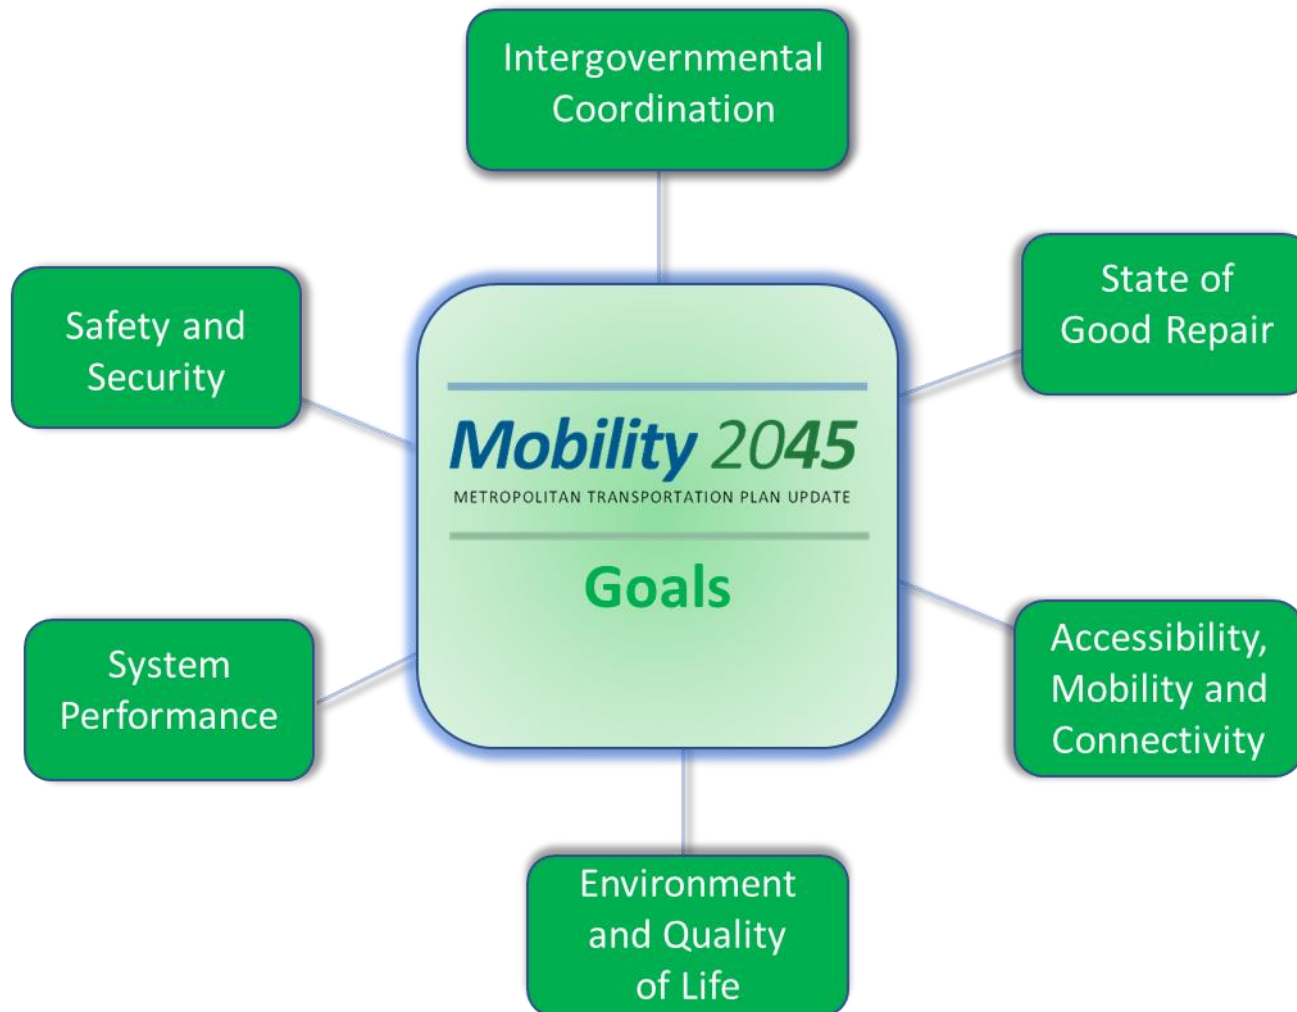 Intergovernmental
Coordination
State of
Good Repair
Safety and
Security
Mobility 2045
METROPOLITAN TRANSPORTATION PLAN UPDATE
Goals
Accessibility,
Mobility and
Connectivity
System
Performance
Environment
and Quality
of Life